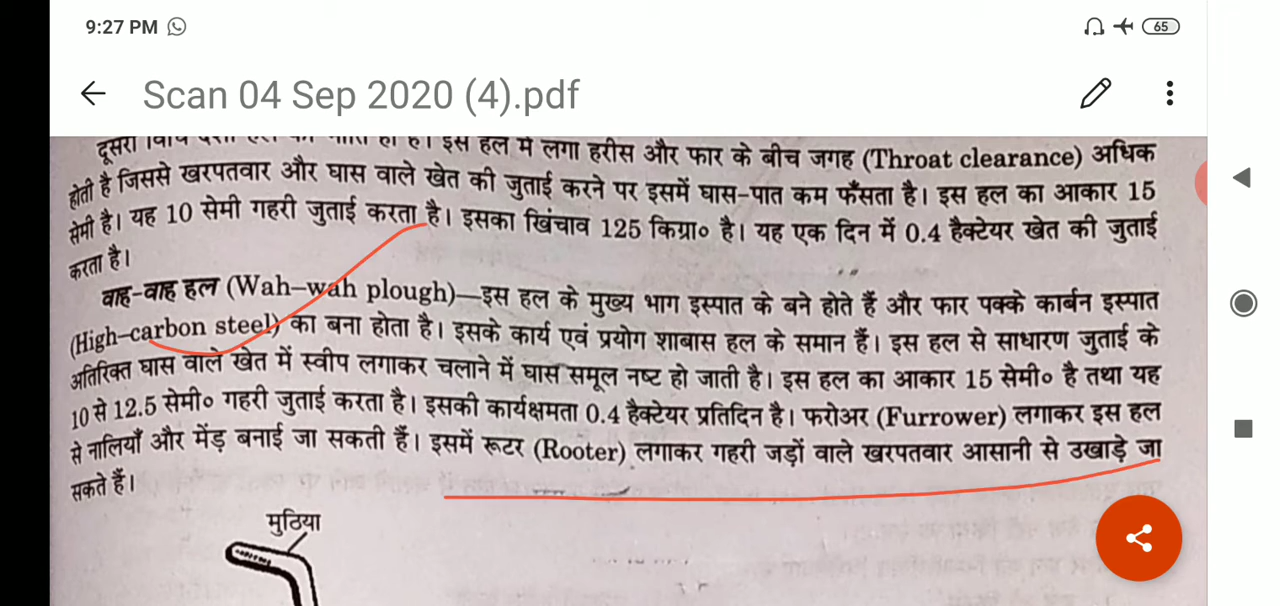 9:27 PM
65
Scan 04 Sep 2020 (4).pdf
दूसरी हल इस हल में लगा हरीस और फार के बीच जगह (Throat clearance) अधिक
होती है जिससे खरपतवार और घास वाले खेत की जुताई करने पर इसमें घास-पात कम फँसता है। इस हल का आकार 15
सेमी है। यह 10 सेमी गहरी जुताई करता है। इसका खिंचाव 125 किग्रा० है। यह एक दिन में 0.4 हैक्टेयर खेत की जुताई
करता है।
वाह-वाह हल (Wah–wah plough)—इस हल के मुख्य भाग इस्पात के बने होते हैं और फार पक्के कार्बन इस्पात
(High–carbon steel) का बना होता है। इसके कार्य एवं प्रयोग शाबास हल के समान हैं। इस हल से साधारण जुताई के
अतिरिक्त घास वाले खेत में स्वीप लगाकर चलाने में घास समूल नष्ट हो जाती है। इस हल का आकार 15 सेमी० है तथा यह
10 से 12.5 सेमी० गहरी जुताई करता है। इसकी कार्यक्षमता 0.4 हैक्टेयर प्रतिदिन है। फरोअर (Furrower) लगाकर इस हल
से नालियाँ और मेंड़ बनाई जा सकती हैं। इसमें रूटर (Rooter) लगाकर गहरी जड़ों वाले खरपतवार आसानी से उखाड़े जा
सकते हैं।
मुठिया